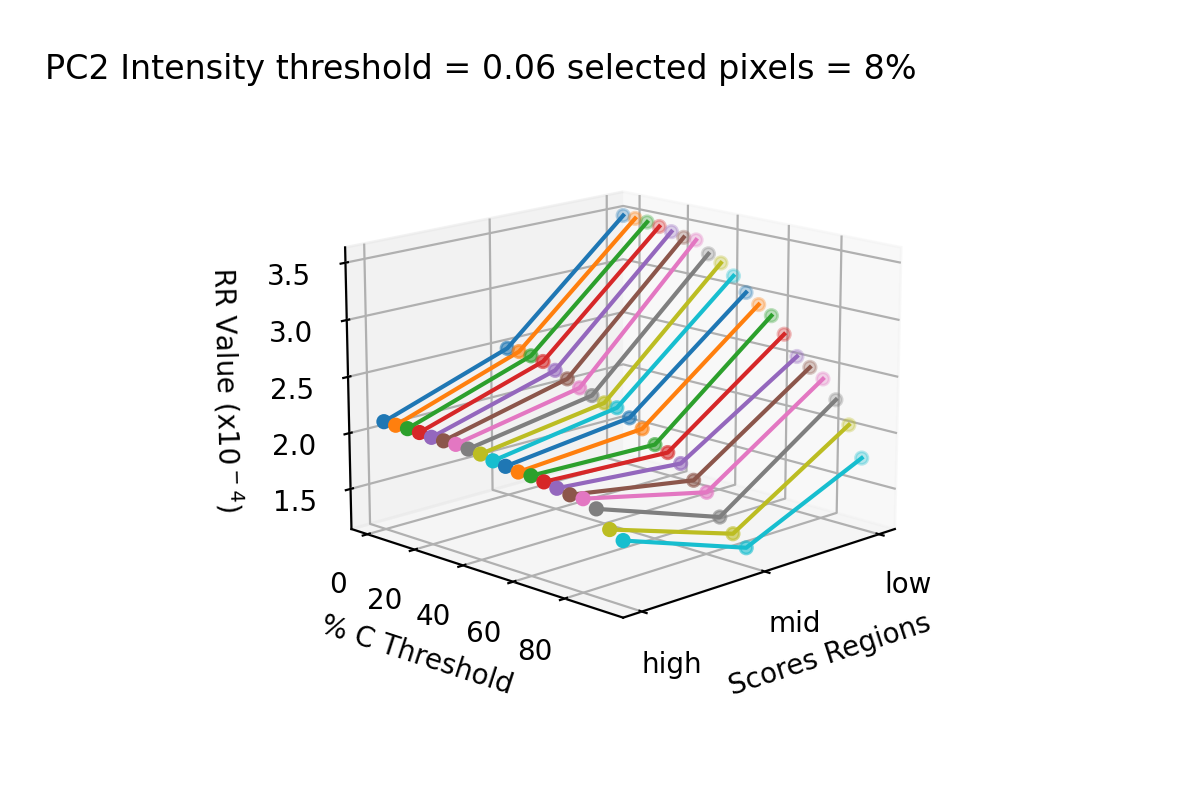 PC2 Intensity threshold = 0.06 selected pixels = 8%
RR Value (x10⁻⁴)
3.5
3.0
2.5
2.0
1.5
0
20
40
60
80
% C Threshold
high
mid
low
Scores Regions